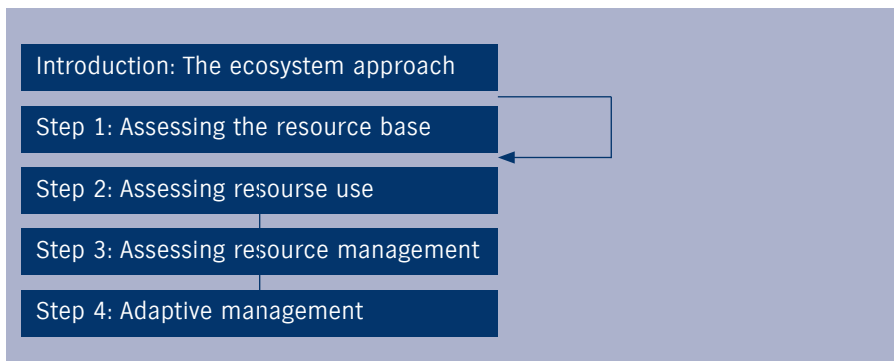 Introduction: The ecosystem approach
Step 1: Assessing the resource base
Step 2: Assessing resourse use
Step 3: Assessing resource management
Step 4: Adaptive management